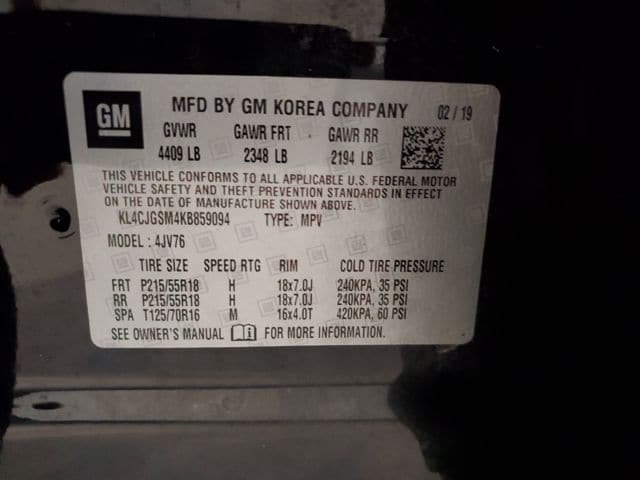 GM
MFD BY GM KOREA COMPANY 02 / 19
GVWR GAWR FRT GAWR RR
4409 LB 2348 LB 2194 LB
THIS VEHICLE CONFORMS TO ALL APPLICABLE U.S. FEDERAL MOTOR
VEHICLE SAFETY AND THEFT PREVENTION STANDARDS IN EFFECT
ON THE DATE OF MANUFACTURE SHOWN ABOVE.
KL4CJGSM4KB859094 TYPE: MPV
MODEL : 4JV76
TIRE SIZE SPEED RTG RIM COLD TIRE PRESSURE
FRT P215/55R18 H 18x7.0J 240KPA, 35 PSI
RR P215/55R18 H 18x7.0J 240KPA, 35 PSI
SPA T125/70R16 M 16x4.0T 420KPA, 60 PSI
SEE OWNER'S MANUAL FOR MORE INFORMATION.